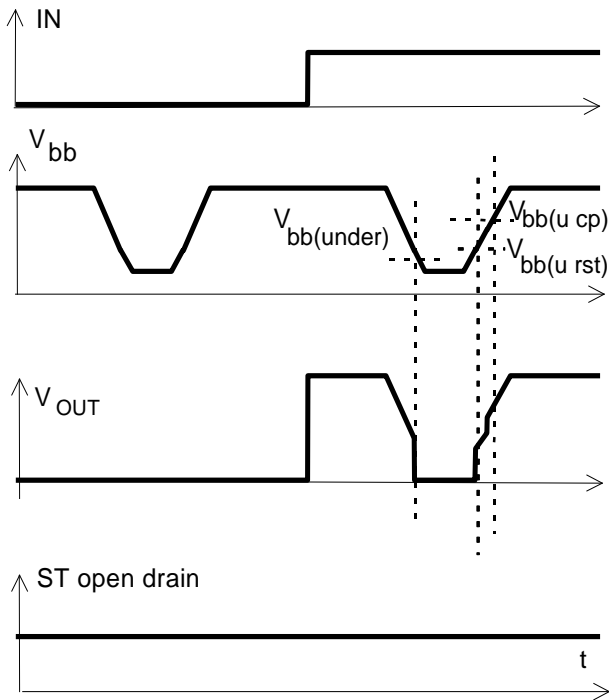 IN
V bb
V bb(under)
V bb(u cp)
V bb(u rst)
V OUT
ST open drain
t